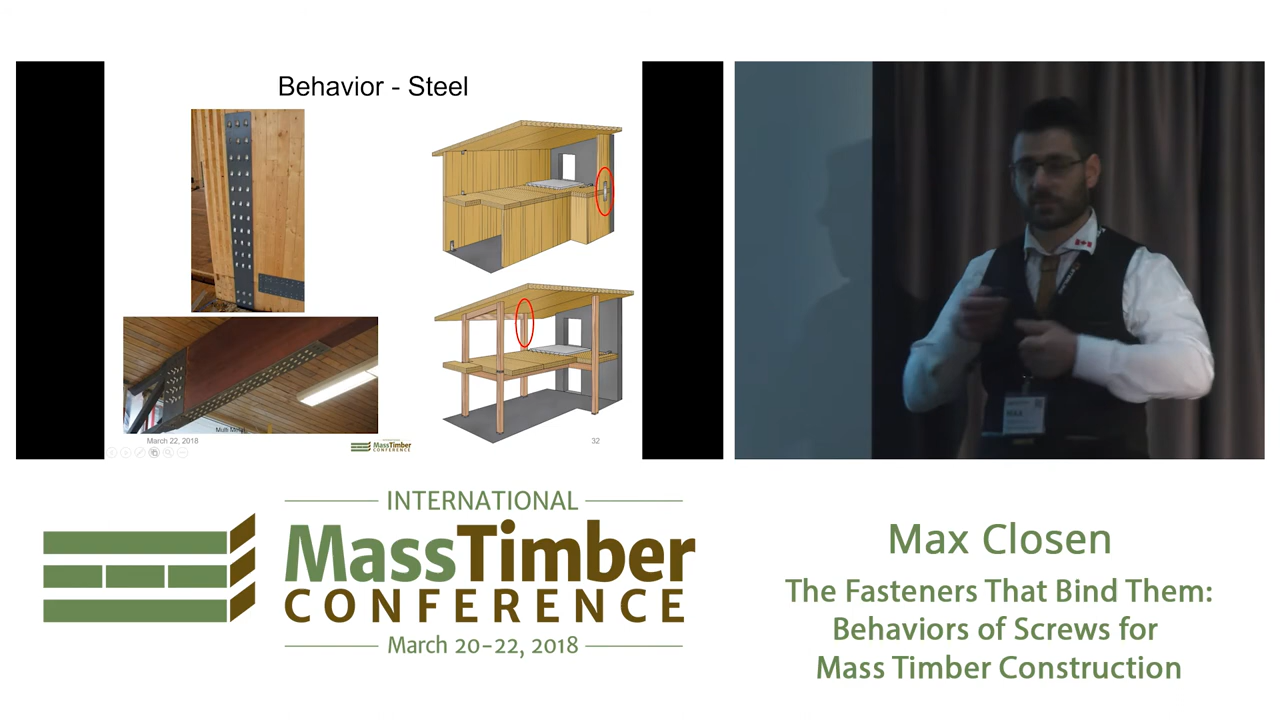 Behavior - Steel
March 22, 2018
MassTimber
CONFERENCE
32
INTERNATIONAL
MassTimber
CONFERENCE
March 20–22, 2018
Max Closen
The Fasteners That Bind Them:
Behaviors of Screws for
Mass Timber Construction